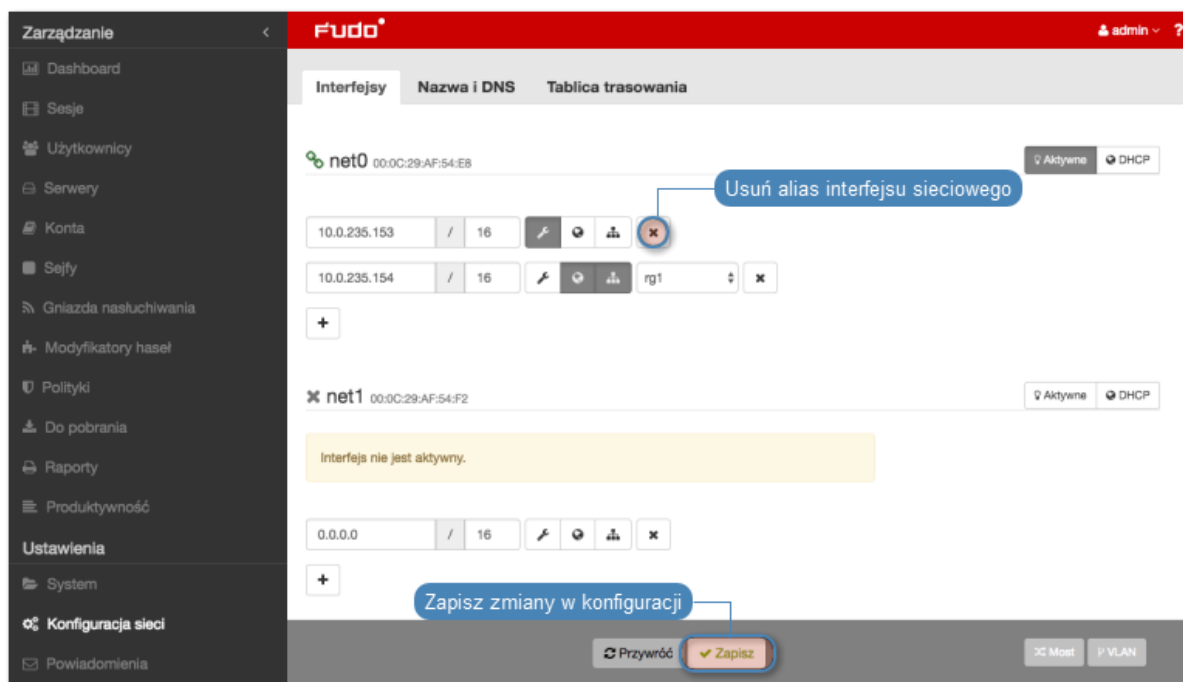 Zarządzanie
Fudo
admin
?
Dashboard
Sesje
Użytkownicy
Serwery
Konta
Sejfy
Gniazda nasłuchiwania
Modyfikatory haseł
Polityki
Do pobrania
Raporty
Produktywność
Ustawienia
System
Konfiguracja sieci
Powiadomienia
Interfejsy Nazwa i DNS Tablica trasowania
net0 00:0C:29:AF:54:E8 Aktywne DHCP
Usuń alias interfejsu sieciowego
10.0.235.153 / 16
10.0.235.154 / 16 rg1
+
net1 00:0C:29:AF:54:F2 Aktywne DHCP
Interfejs nie jest aktywny.
0.0.0.0 / 16
+
Zapisz zmiany w konfiguracji
Przywróć Zapisz Most VLAN